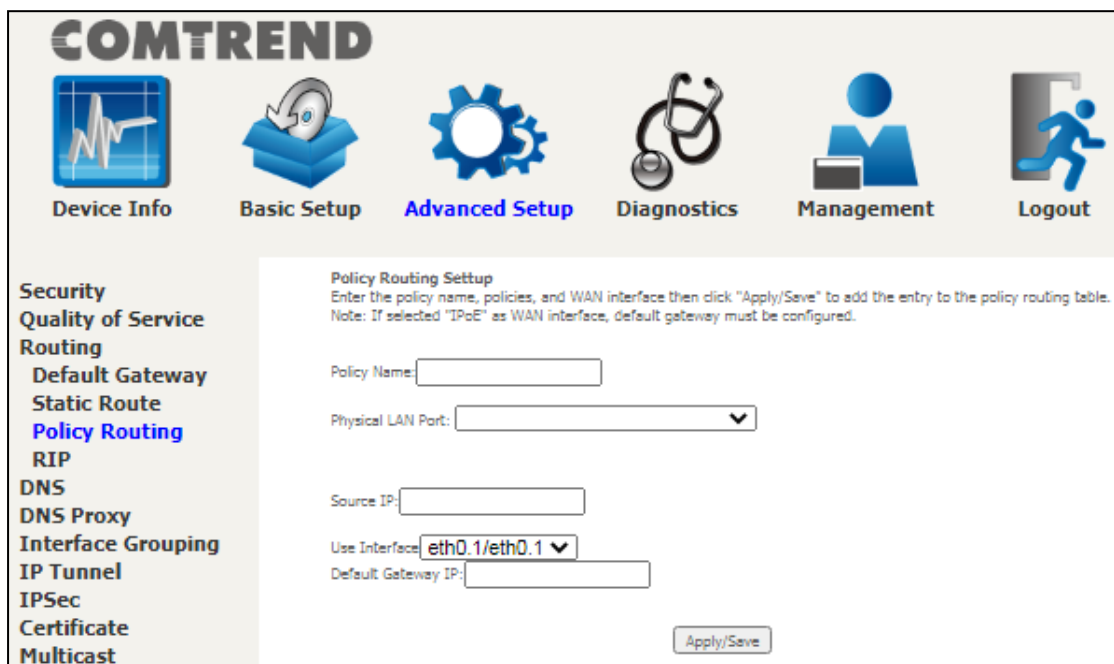 COMTREND
Device Info
Basic Setup
Advanced Setup
Diagnostics
Management
Logout
Security
Quality of Service
Routing
Default Gateway
Static Route
Policy Routing
RIP
DNS
DNS Proxy
Interface Grouping
IP Tunnel
IPSec
Certificate
Multicast
Policy Routing Settup
Enter the policy name, policies, and WAN interface then click "Apply/Save" to add the entry to the policy routing table.
Note: If selected "IPoE" as WAN interface, default gateway must be configured.
Policy Name:
Physical LAN Port:
Source IP:
Use Interface eth0.1/eth0.1
Default Gateway IP:
Apply/Save